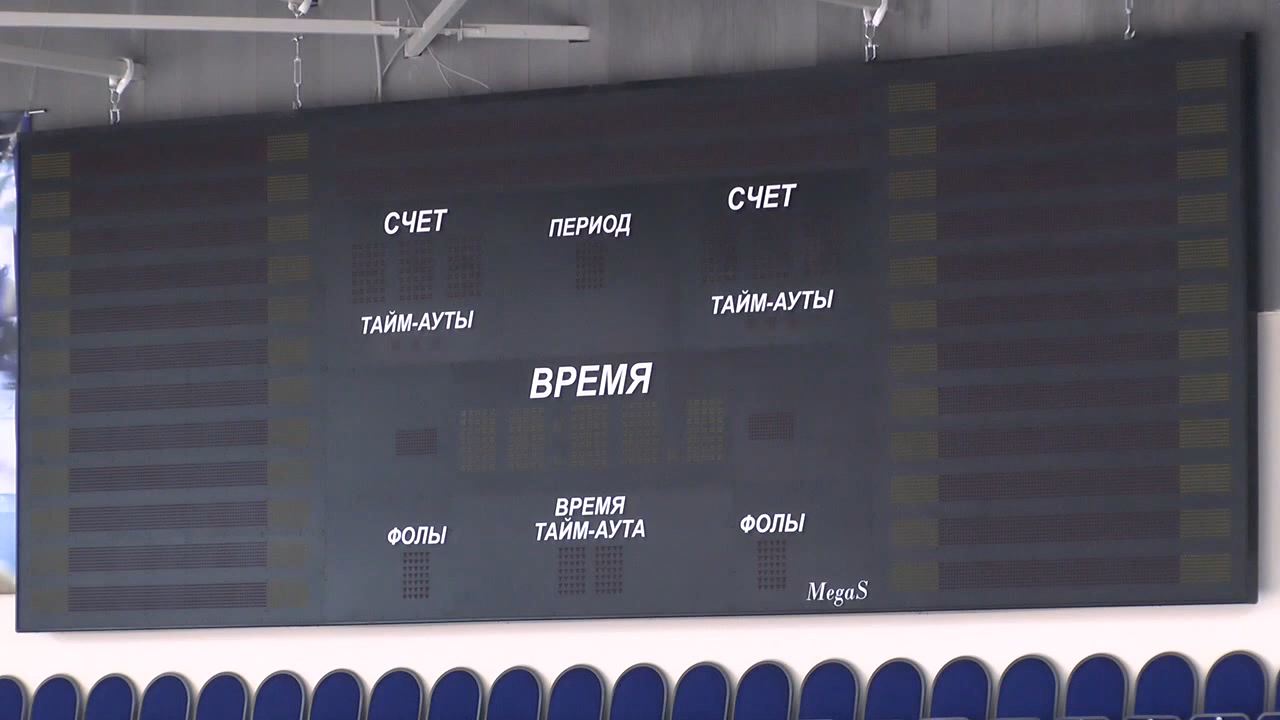 СЧЕТ
ПЕРИОД
СЧЕТ
ТАЙМ-АУТЫ
ТАЙМ-АУТЫ
ВРЕМЯ
ФОЛЫ
ВРЕМЯ
ТАЙМ-АУТА
ФОЛЫ
MegaS